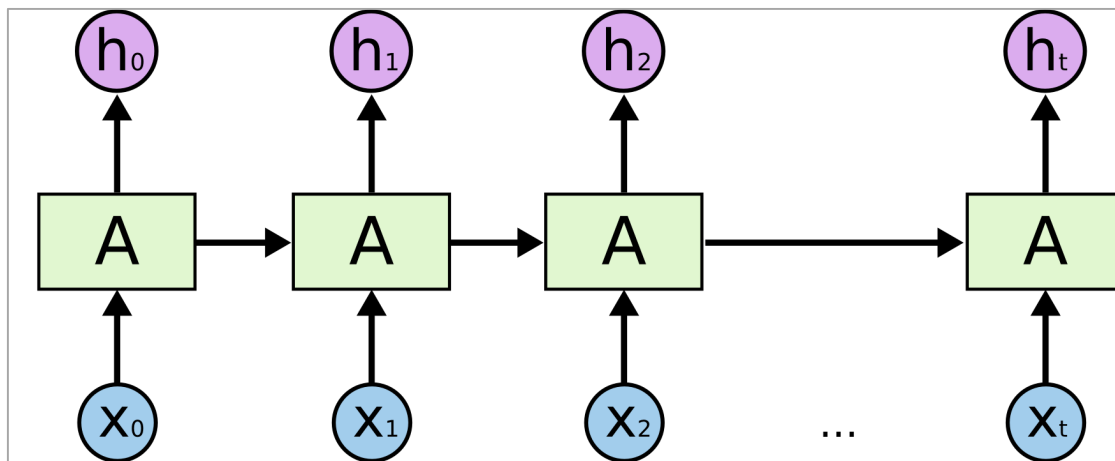 h₀ h₁ h₂ hₜ
A A A A
x₀ x₁ x₂ ... xₜ